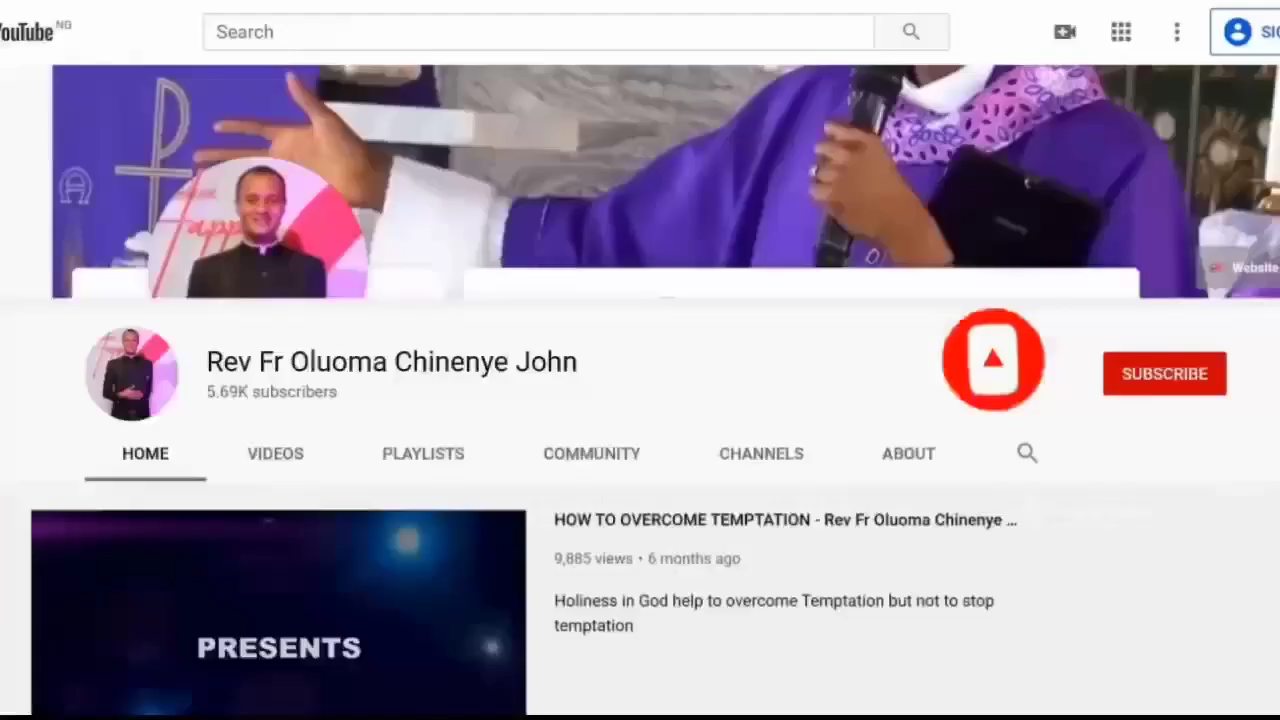 YouTube NG
Search
SIG
Website
Rev Fr Oluoma Chinenye John
5.69K subscribers
SUBSCRIBE
HOME
VIDEOS
PLAYLISTS
COMMUNITY
CHANNELS
ABOUT
HOW TO OVERCOME TEMPTATION - Rev Fr Oluoma Chinenye ...
9,885 views • 6 months ago
Holiness in God help to overcome Temptation but not to stop
temptation
PRESENTS